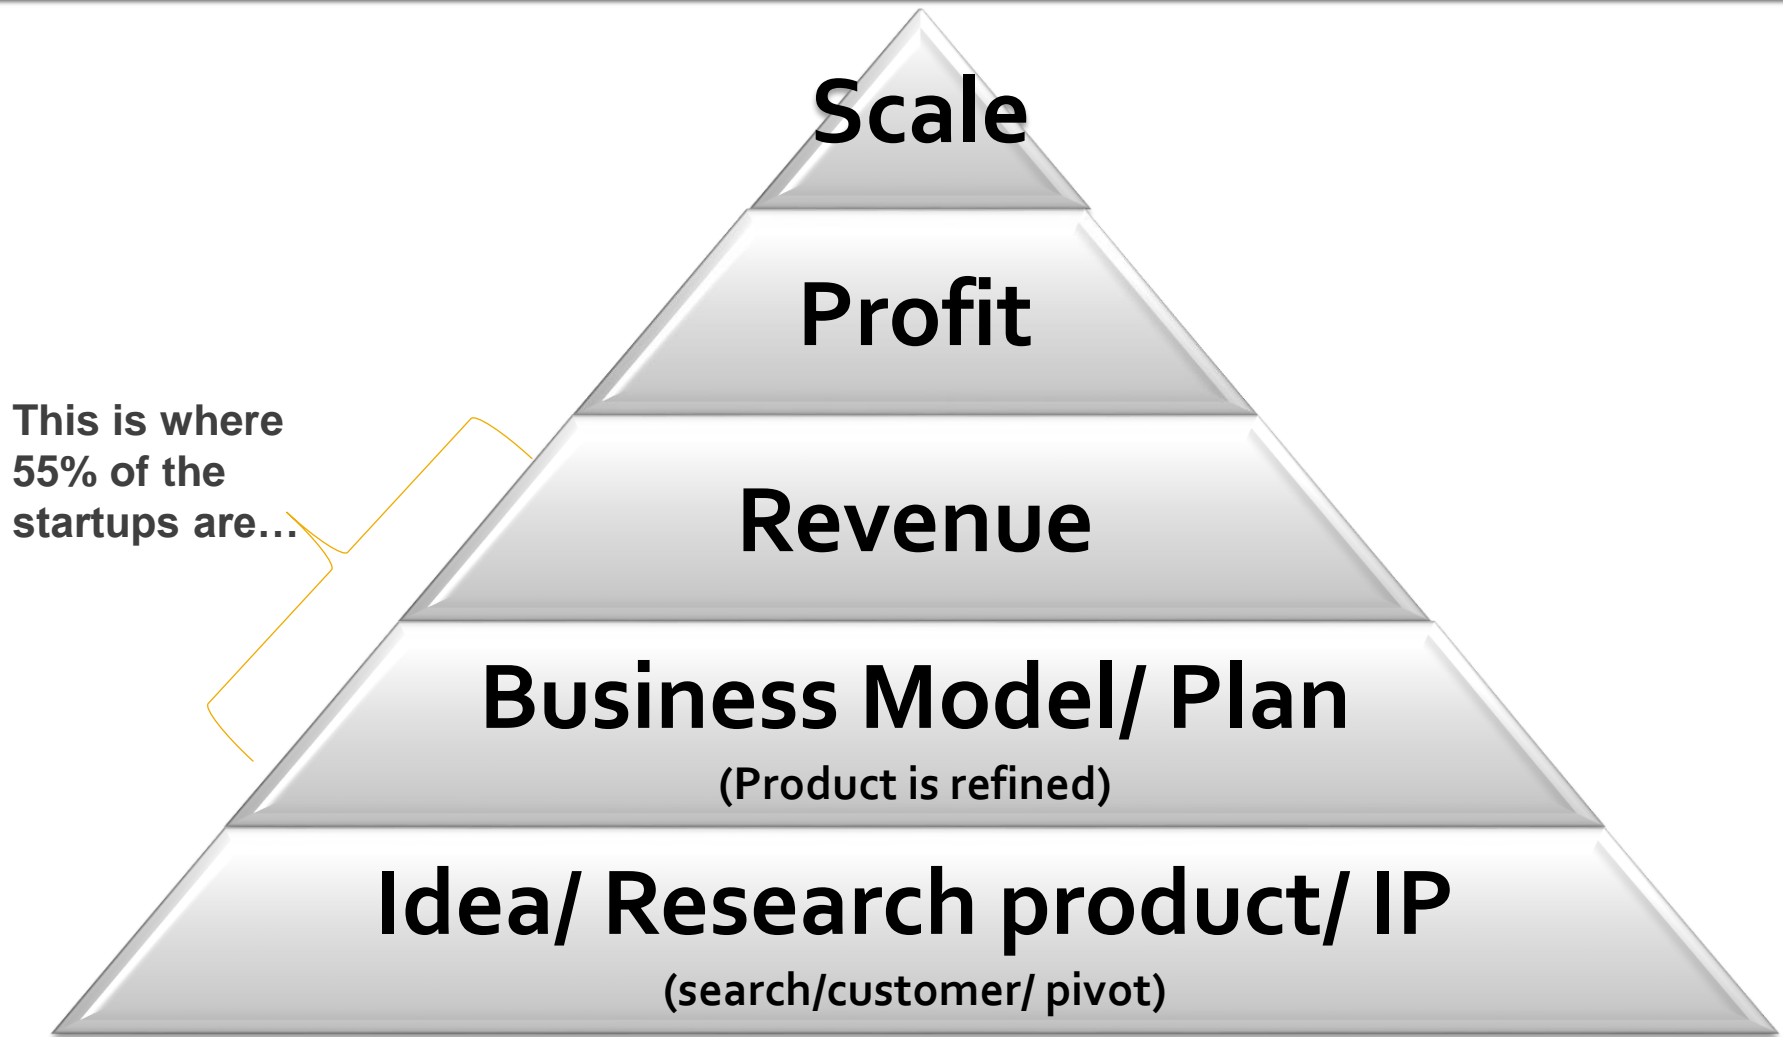 Scale
Profit
This is where
55% of the
startups are…
Revenue
Business Model/ Plan
(Product is refined)
Idea/ Research product/ IP
(search/customer/ pivot)